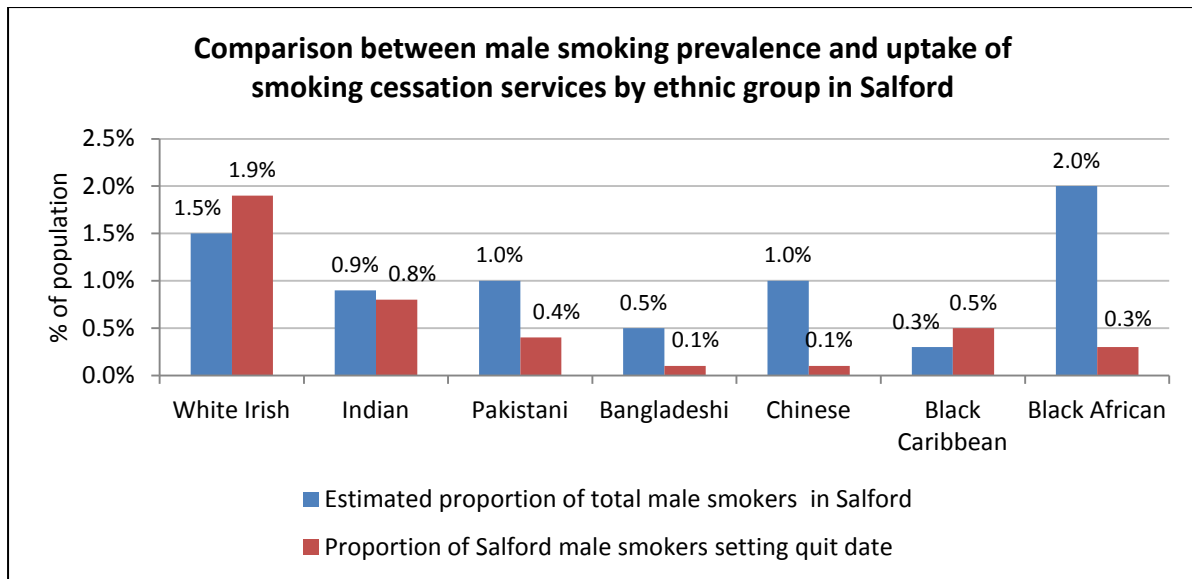 Comparison between male smoking prevalence and uptake of
smoking cessation services by ethnic group in Salford
% of population
2.5%
2.0%
1.5%
1.0%
0.5%
0.0%
1.5%
1.9%
0.9%
0.8%
1.0%
0.4%
0.5%
0.1%
1.0%
0.1%
0.3%
0.5%
2.0%
0.3%
White Irish
Indian
Pakistani
Bangladeshi
Chinese
Black
Caribbean
Black African
Estimated proportion of total male smokers in Salford
Proportion of Salford male smokers setting quit date